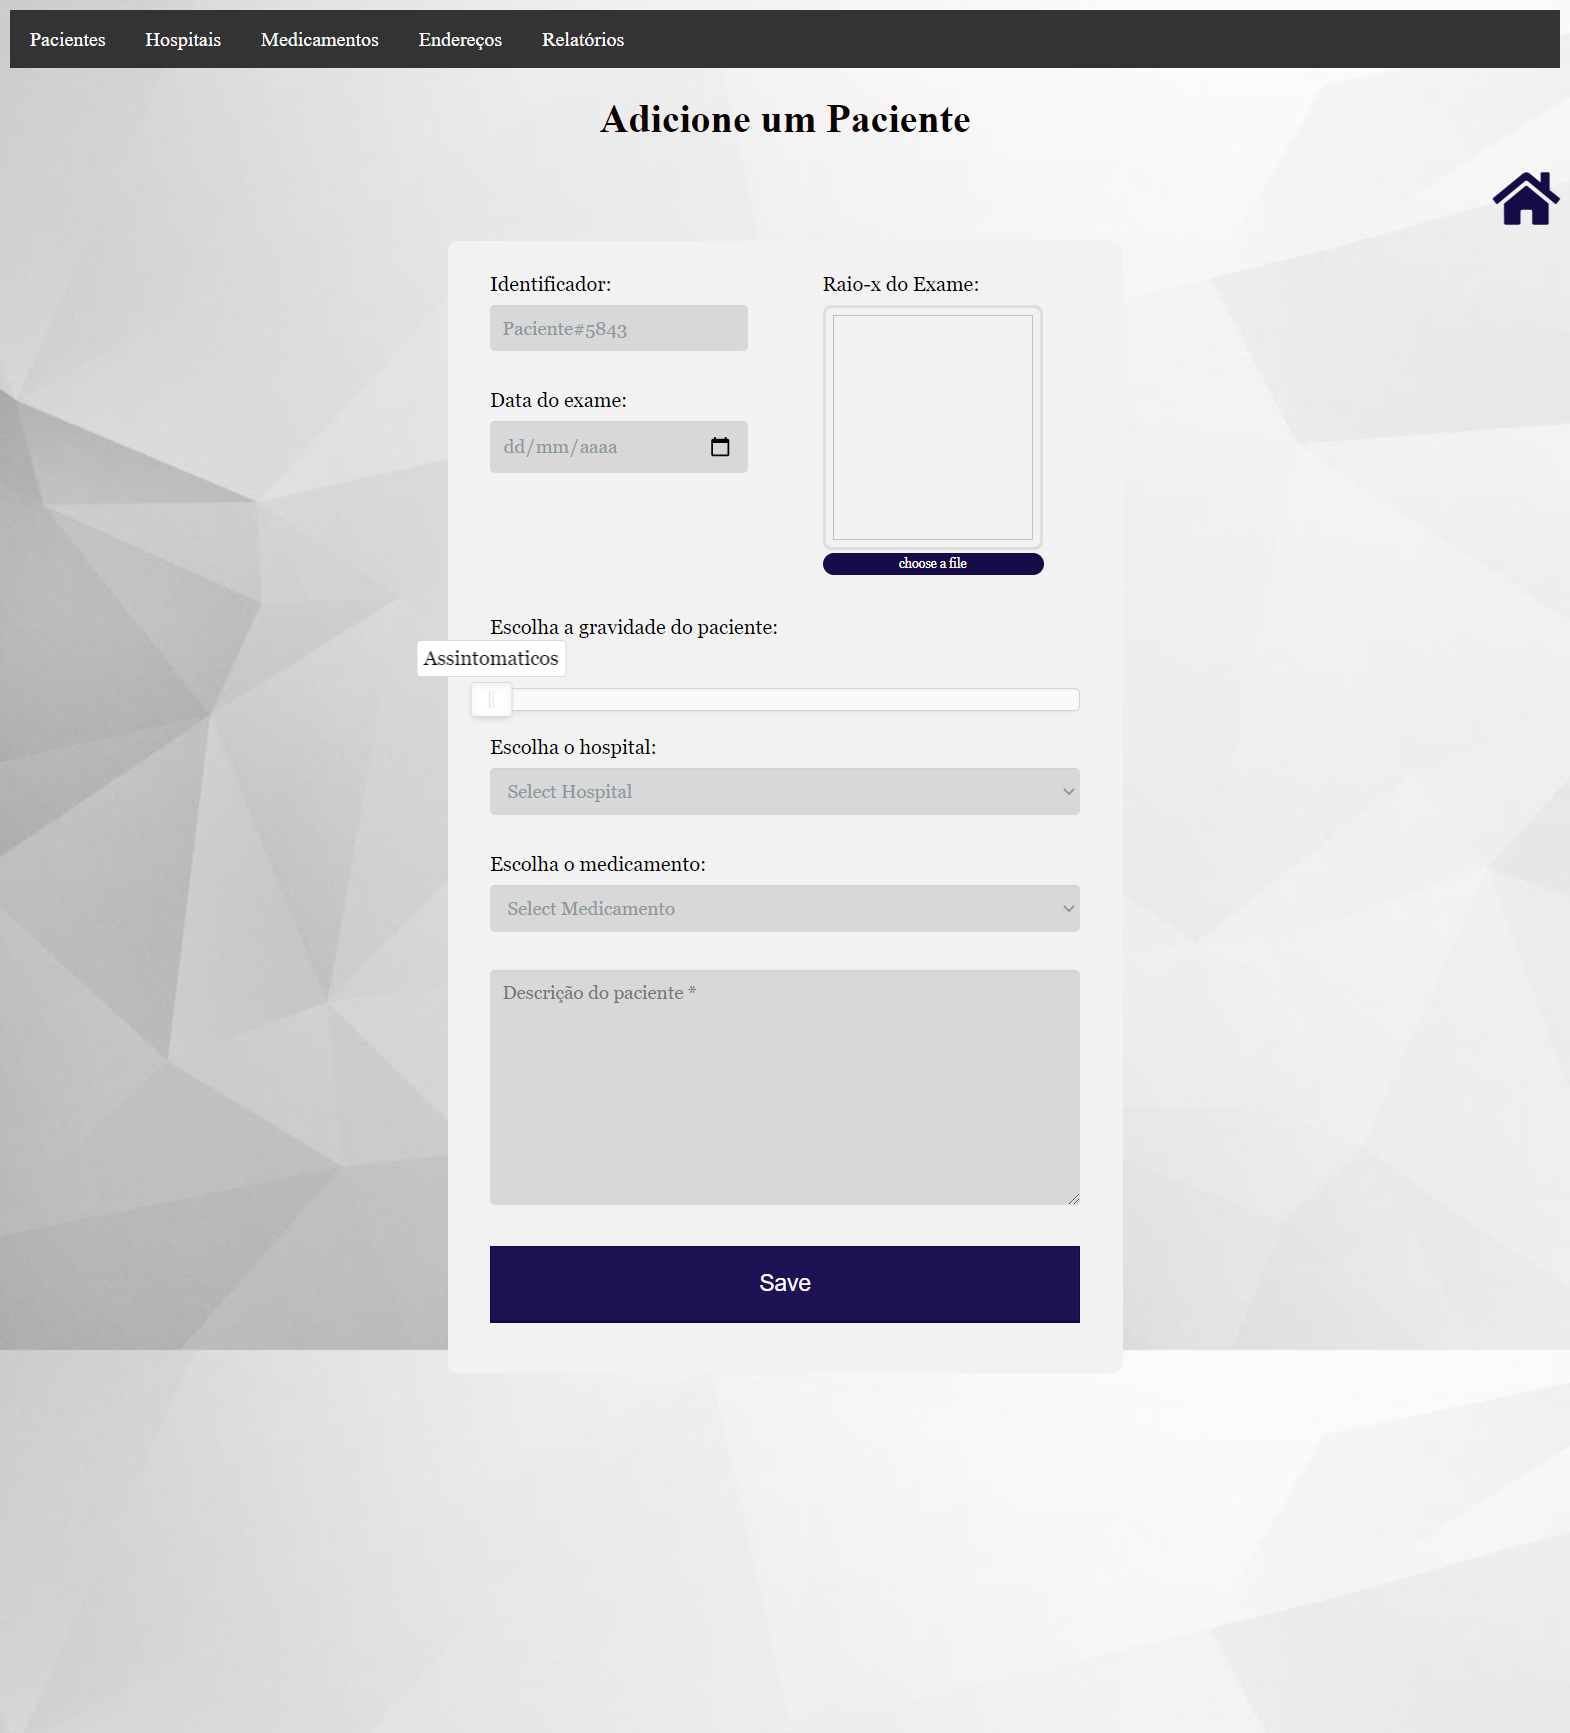 Pacientes Hospitais Medicamentos Endereços Relatórios
Adicione um Paciente
Identificador:
Paciente#5843
Data do exame:
dd/mm/aaaa
Raio-x do Exame:
choose a file
Escolha a gravidade do paciente:
Assintomaticos
Escolha o hospital:
Select Hospital
Escolha o medicamento:
Select Medicamento
Descrição do paciente *
Save